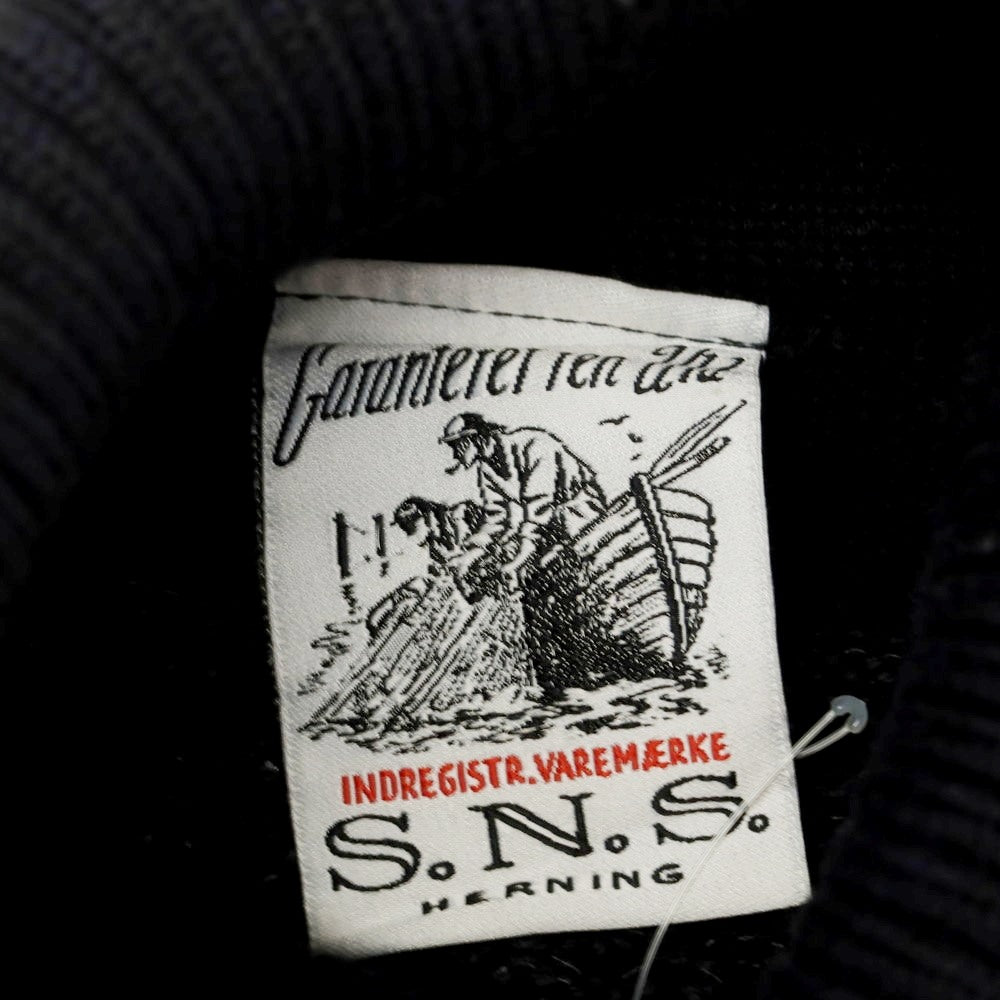 Garanteret ren Uld
INDREGISTR.VAREMÆRKE
S.N.S.
HERNING